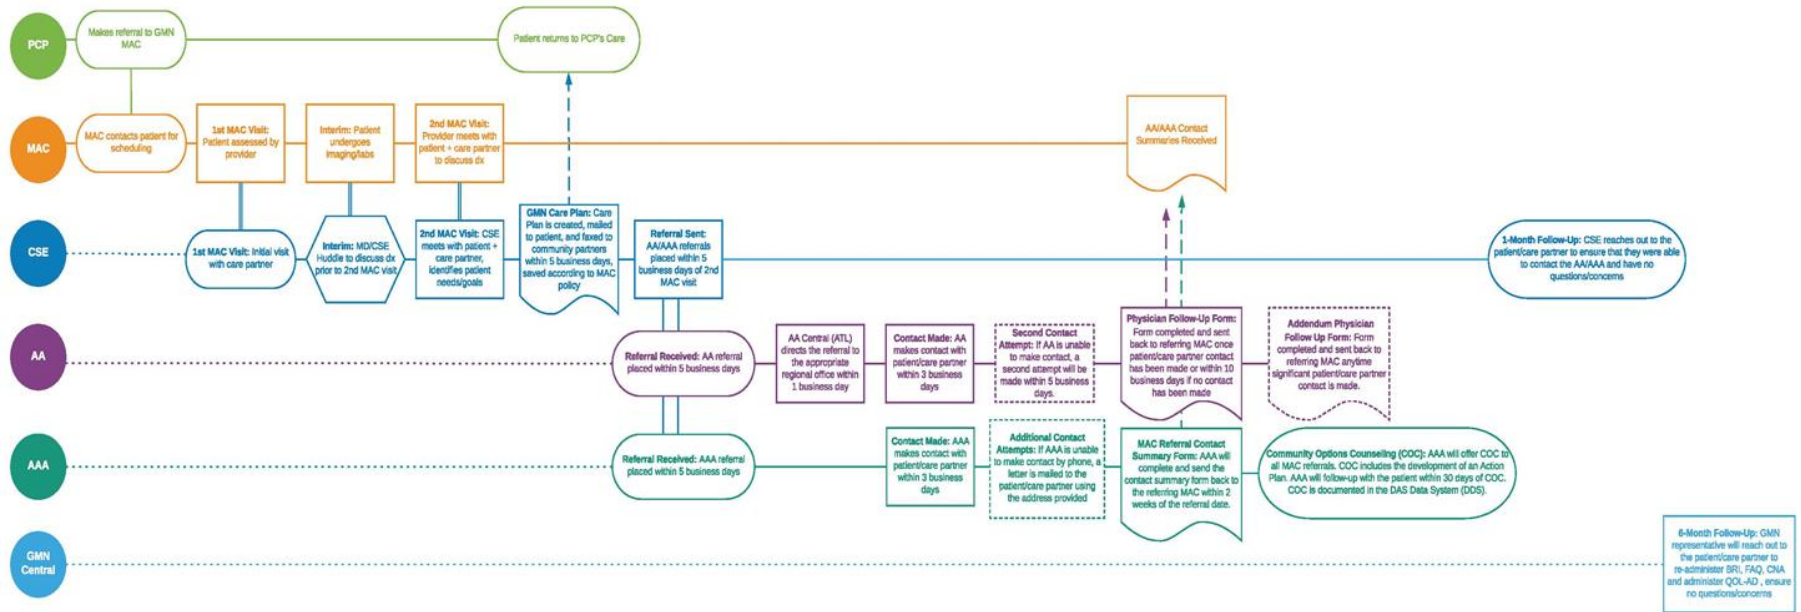 PCP
Makes referral to GMN
MAC
Patient returns to PCP's Care
MAC
MAC contacts patient for
scheduling
1st MAC Visit:
Patient assessed by
provider
Interim: Patient
undergoes
imaging/labs
2nd MAC Visit:
Provider meets with
patient + care partner
to discuss dx
AA/AAA Contact
Summaries Received
CSE
1st MAC Visit: Initial visit
with care partner
Interim: MD/CSE
Huddle to discuss dx
prior to 2nd MAC visit
2nd MAC Visit: CSE
meets with patient +
care partner,
identifies patient
needs/goals
GMN Care Plan: Care
Plan is created, mailed
to patient, and faxed to
community partners
within 5 business days,
saved according to MAC
policy
Referral Sent:
AA/AAA referrals
placed within 5
business days of 2nd
MAC visit
1-Month Follow-Up: CSE reaches out to the
patient/care partner to ensure that they were able
to contact the AA/AAA and have no
questions/concerns
AA
Referral Received: AA referral
placed within 5 business days
AA Central (ATL)
directs the referral to
the appropriate
regional office within
1 business day
Contact Made: AA
makes contact with
patient/care partner
within 3 business
days
Second Contact
Attempt: If AA is unable
to make contact, a
second attempt will be
made within 5 business
days.
Physician Follow-Up Form:
Form completed and sent
back to referring MAC once
patient/care partner contact
has been made or within 10
business days if no contact
has been made
Addendum Physician
Follow Up Form: Form
completed and sent back to
referring MAC anytime
significant patient/care partner
contact is made.
AAA
Referral Received: AAA referral
placed within 5 business days
Contact Made: AAA
makes contact with
patient/care partner
within 3 business
days
Additional Contact
Attempts: If AAA is unable
to make contact by phone, a
letter is mailed to the
patient/care partner using
the address provided
MAC Referral Contact
Summary Form: AAA will
complete and send the
contact summary form back to
the referring MAC within 2
weeks of the referral date.
Community Options Counseling (COC): AAA will offer COC to
all MAC referrals. COC includes the development of an Action
Plan. AAA will follow-up with the patient within 30 days of COC.
COC is documented in the DAS Data System (DDS).
GMN
Central
6-Month Follow-Up: GMN
representative will reach out to
the patient/care partner to
re-administer BRI, FAQ, CNA
and administer QOL-AD , ensure
no questions/concerns